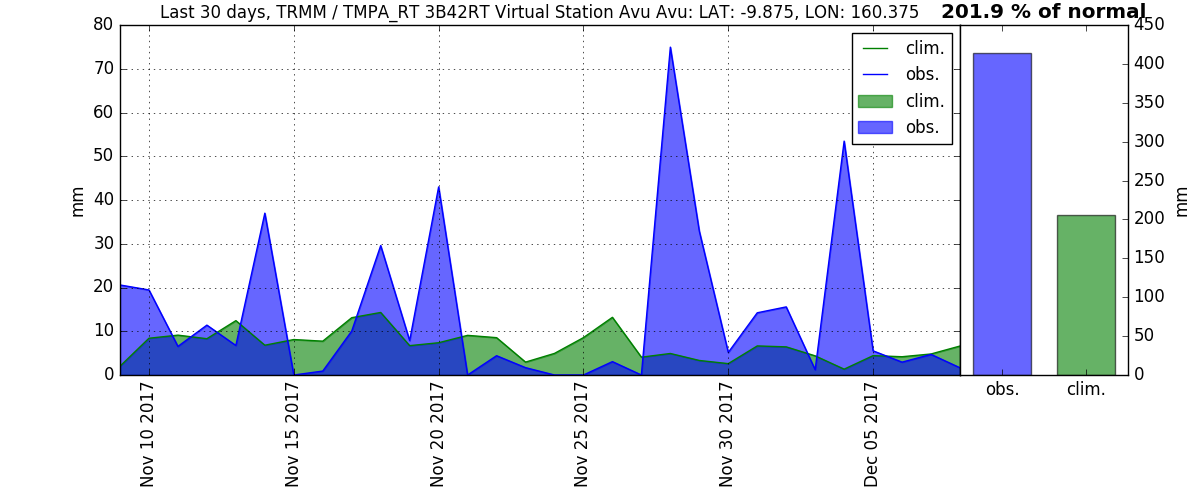 Last 30 days, TRMM / TMPA_RT 3B42RT Virtual Station Avu Avu: LAT: -9.875, LON: 160.375
201.9 % of normal
80
70
60
50
40
30
20
10
0
mm
clim.
obs.
clim.
obs.
Nov 10 2017
Nov 15 2017
Nov 20 2017
Nov 25 2017
Nov 30 2017
Dec 05 2017
450
400
350
300
250
200
150
100
50
0
mm
obs.
clim.